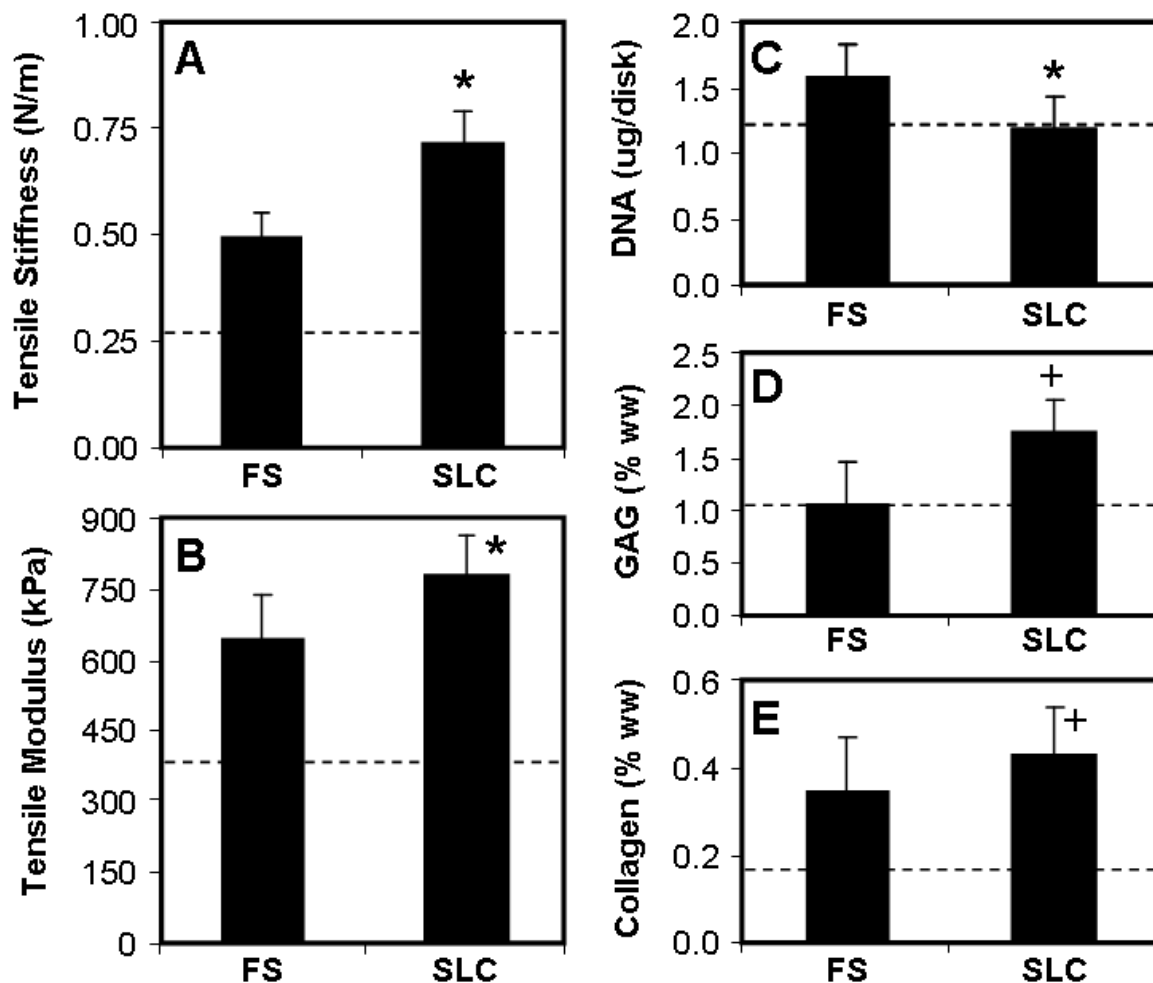 A
Tensile Stiffness (N/m)
1.00
0.75
0.50
0.25
0.00
*
FS
SLC
B
Tensile Modulus (kPa)
900
750
600
450
300
150
0
*
FS
SLC
C
DNA (ug/disk)
2.0
1.5
1.0
0.5
0.0
*
FS
SLC
D
GAG (% ww)
2.5
2.0
1.5
1.0
0.5
0.0
+
FS
SLC
E
Collagen (% ww)
0.6
0.4
0.2
0.0
+
FS
SLC